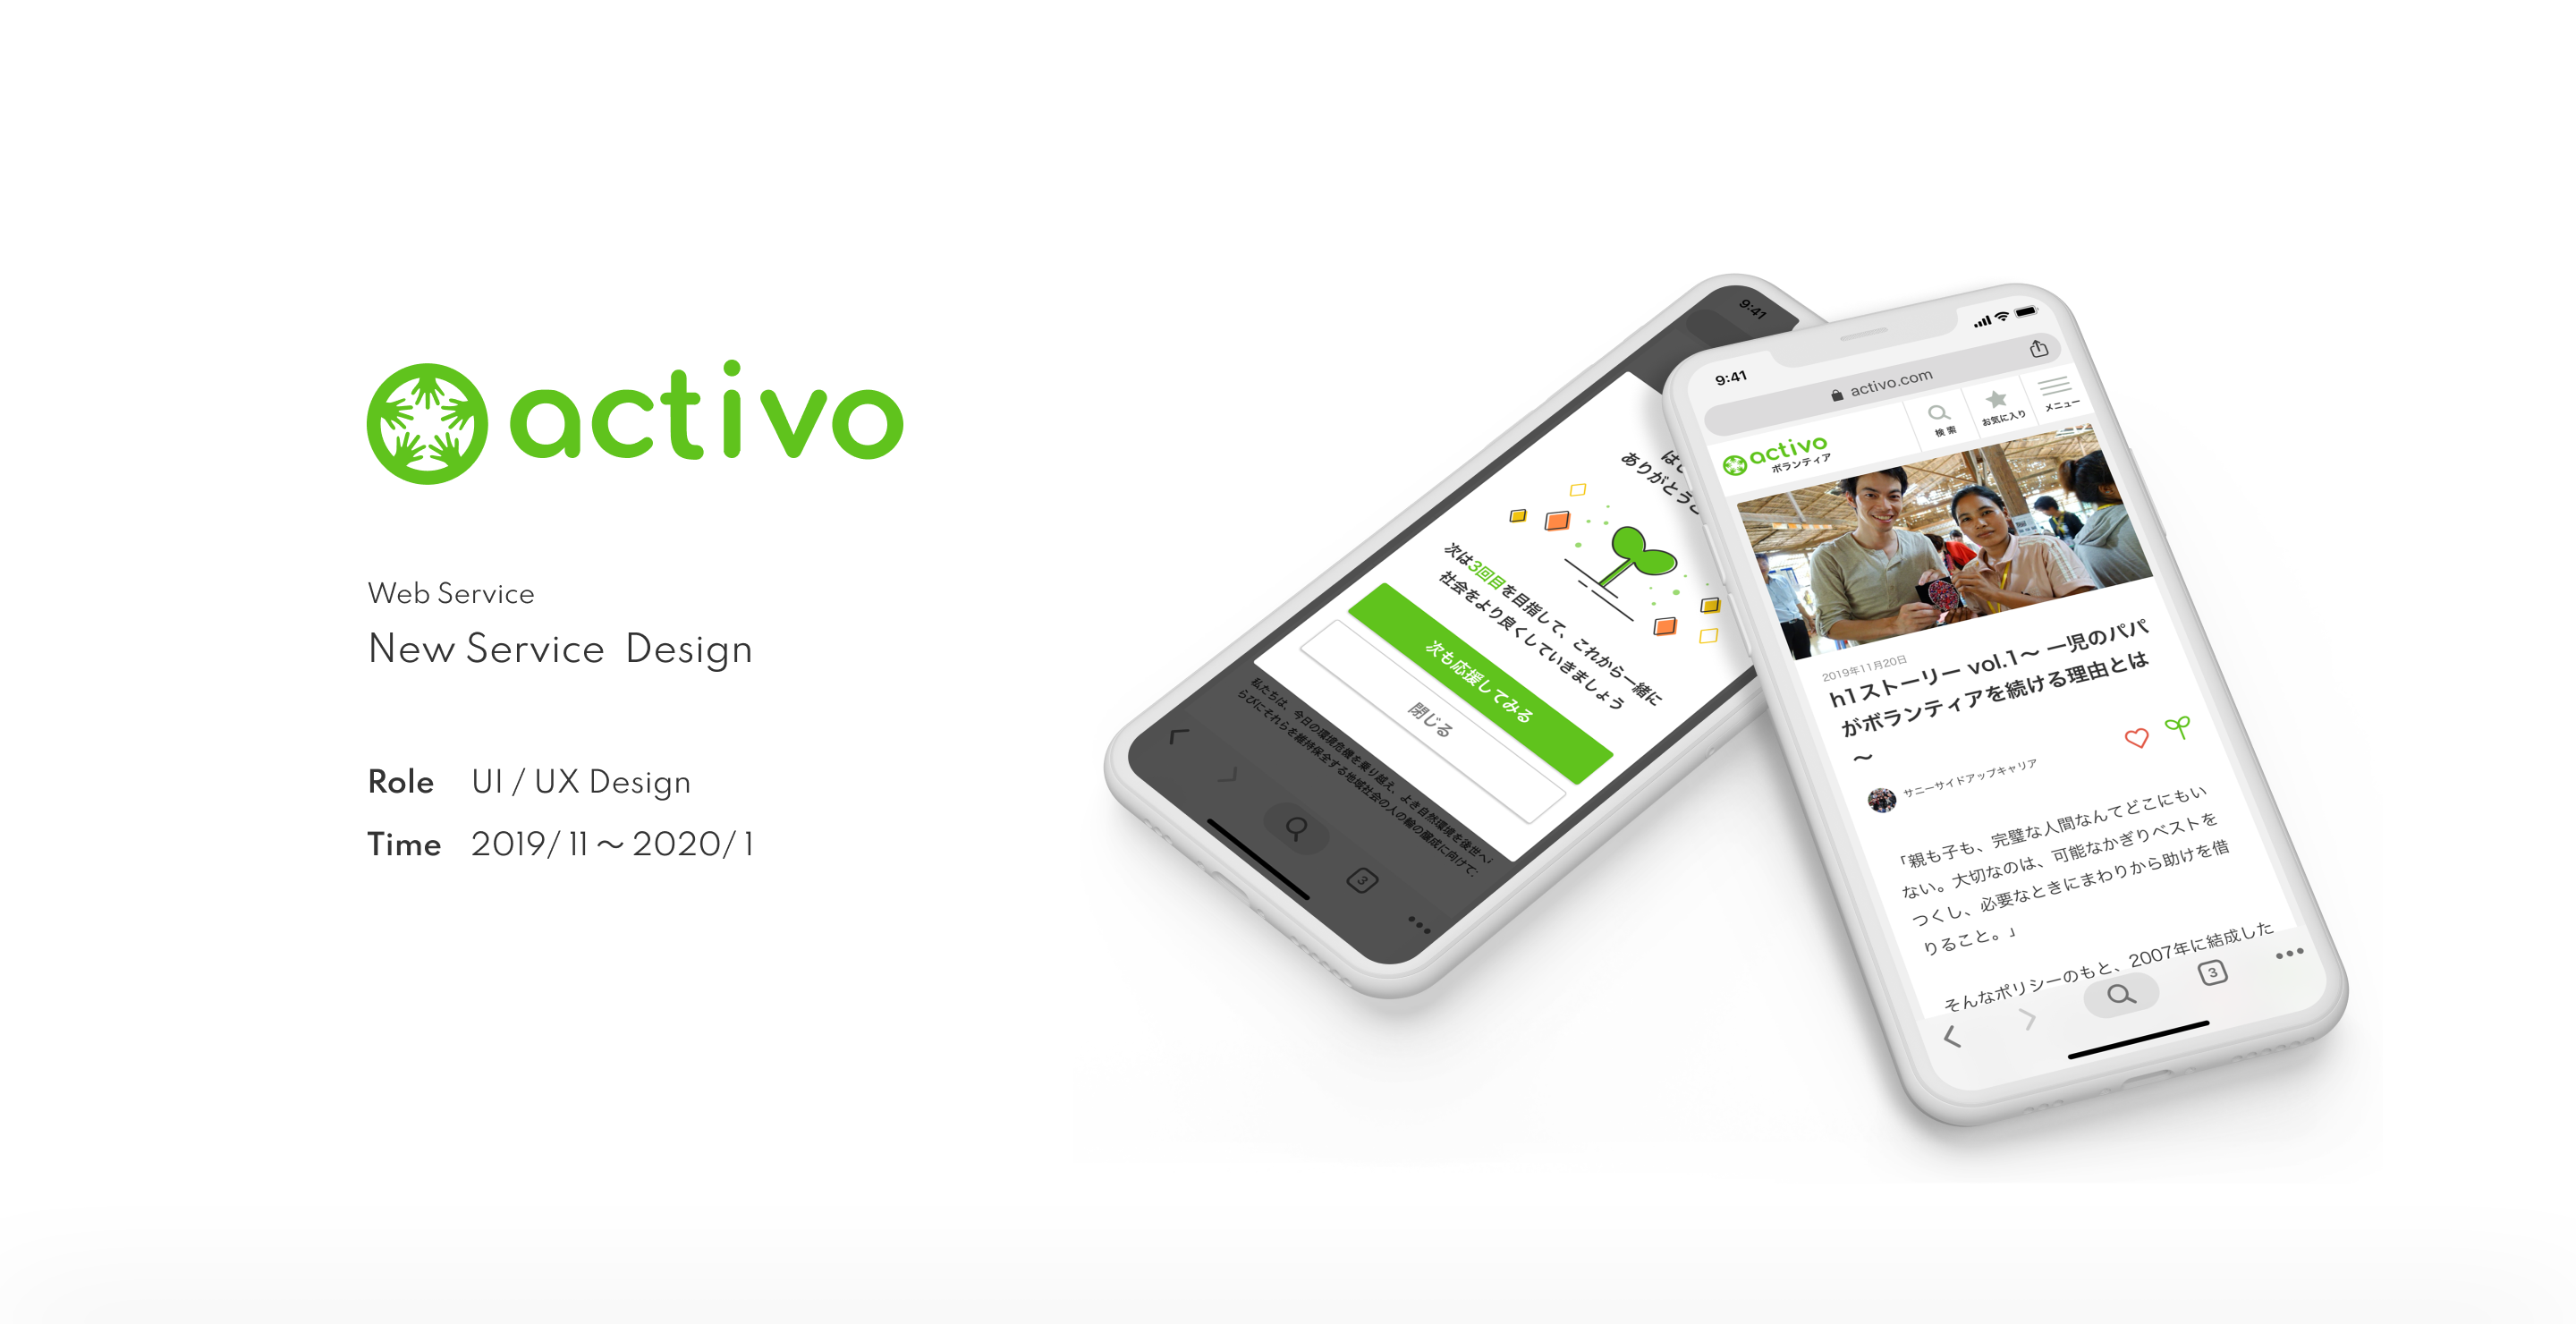 activo
Web Service
New Service Design
Role UI / UX Design
Time 2019/ 11 〜 2020/ 1
9:41
ありがとう
次は3回目を目指して、これから一緒に
社会をより良くしていきましょう
次も応援してみる
閉じる
私たちは、今日の環境危機を乗り越え、よき自然環境を後世へ
らびにそれらを維持保全する地域社会の人の輪の醸成に向けて
3
9:41
activo.com
activo
ボランティア
検索
お気に入り
メニュー
2019年11月20日
h1ストーリー vol.1〜 一児のパパ
がボランティアを続ける理由とは
〜
サニーサイドアップキャリア
「親も子も、完璧な人間なんてどこにもい
ない。大切なのは、可能なかぎりベストを
つくし、必要なときにまわりから助けを借
りること。」
そんなポリシーのもと、2007年に結成した
3